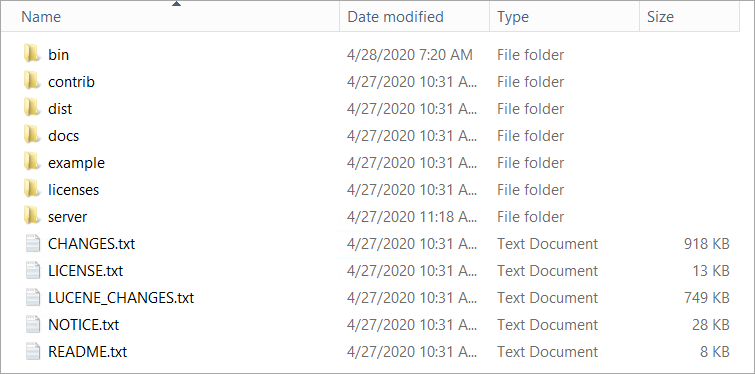 Name Date modified Type Size
bin 4/28/2020 7:20 AM File folder
contrib 4/27/2020 10:31 A... File folder
dist 4/27/2020 10:31 A... File folder
docs 4/27/2020 10:31 A... File folder
example 4/27/2020 10:31 A... File folder
licenses 4/27/2020 10:31 A... File folder
server 4/27/2020 11:18 A... File folder
CHANGES.txt 4/27/2020 10:31 A... Text Document 918 KB
LICENSE.txt 4/27/2020 10:31 A... Text Document 13 KB
LUCENE_CHANGES.txt 4/27/2020 10:31 A... Text Document 749 KB
NOTICE.txt 4/27/2020 10:31 A... Text Document 28 KB
README.txt 4/27/2020 10:31 A... Text Document 8 KB